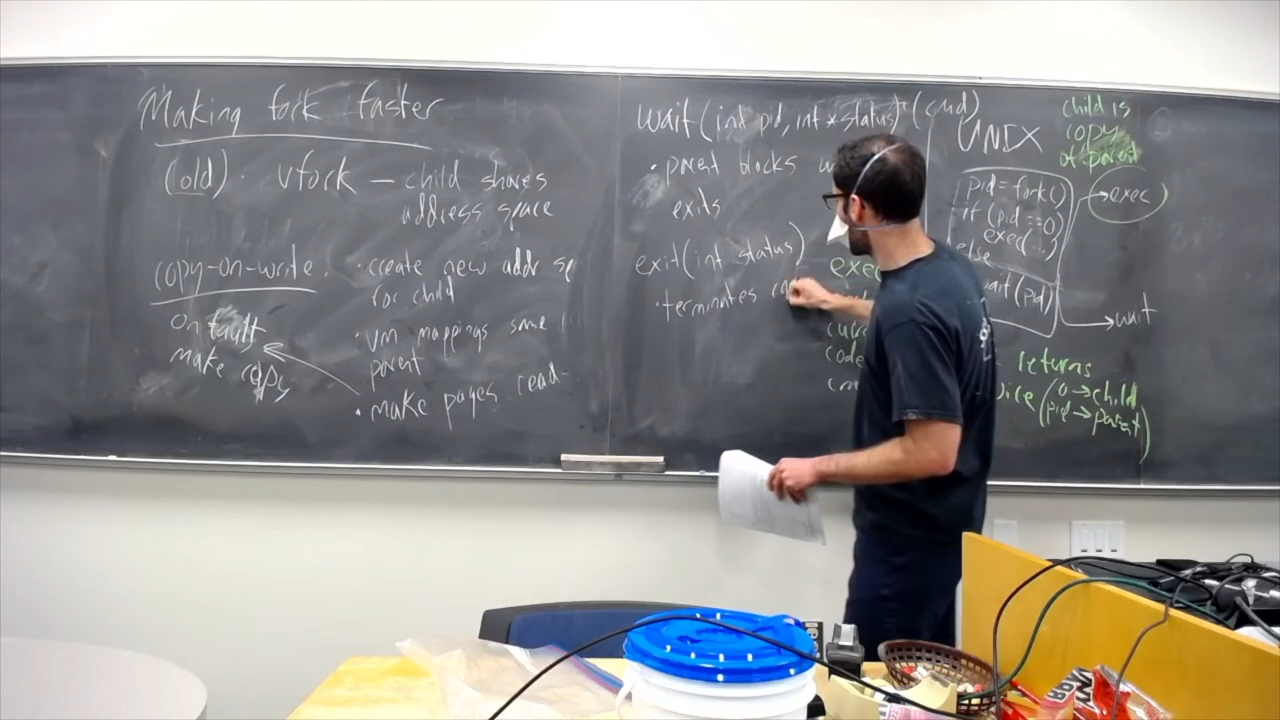 Making fork faster
(old) · vfork – child shares
address space
copy-on-write · · create new addr
for child
On fault
make copy
· vm mappings same
parent
· make pages read-
wait(int pid, int *status) (cmd)
· parent blocks
exits
exit(int status)
· terminates
exec
code
UNIX
child is
copy
of parent
pid = fork()
if (pid == 0)
exec(...)
else
wait(pid)
→ exec
→ wait
returns
(0 → child
pid → parent)